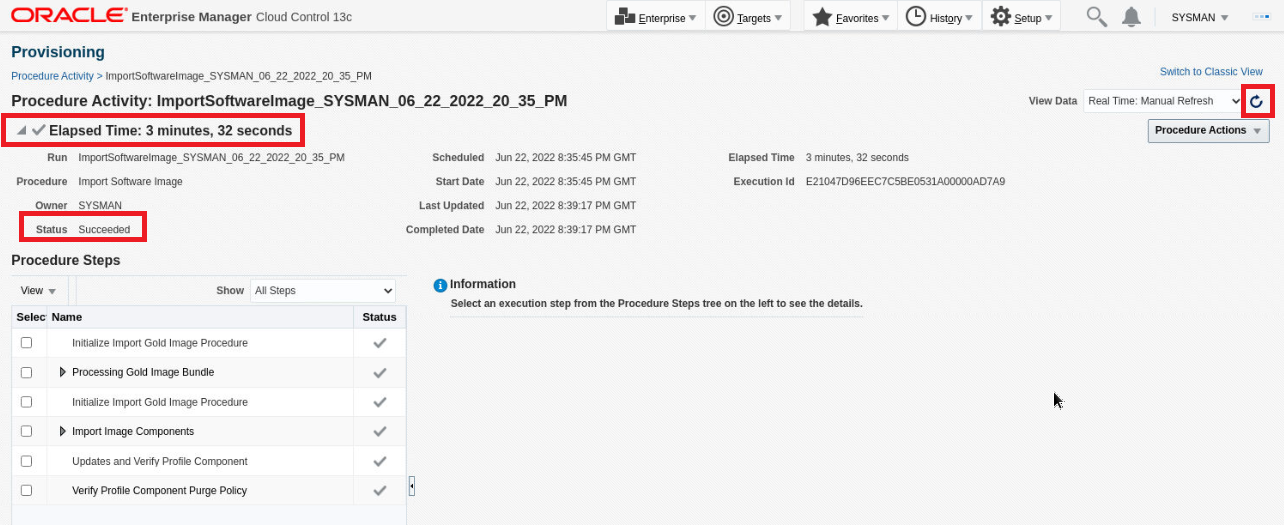 ORACLE® Enterprise Manager Cloud Control 13c
Enterprise Targets Favorites History Setup SYSMAN
Provisioning
Procedure Activity > ImportSoftwareImage_SYSMAN_06_22_2022_20_35_PM
Switch to Classic View
Procedure Activity: ImportSoftwareImage_SYSMAN_06_22_2022_20_35_PM
View Data Real Time: Manual Refresh
Elapsed Time: 3 minutes, 32 seconds
Procedure Actions
Run ImportSoftwareImage_SYSMAN_06_22_2022_20_35_PM
Procedure Import Software Image
Owner SYSMAN
Status Succeeded
Scheduled Jun 22, 2022 8:35:45 PM GMT
Start Date Jun 22, 2022 8:35:45 PM GMT
Last Updated Jun 22, 2022 8:39:17 PM GMT
Completed Date Jun 22, 2022 8:39:17 PM GMT
Elapsed Time 3 minutes, 32 seconds
Execution Id E21047D96EEC7C5BE0531A00000AD7A9
Procedure Steps
View Show All Steps
Selec Name Status
Initialize Import Gold Image Procedure
Processing Gold Image Bundle
Initialize Import Gold Image Procedure
Import Image Components
Updates and Verify Profile Component
Verify Profile Component Purge Policy
Information
Select an execution step from the Procedure Steps tree on the left to see the details.